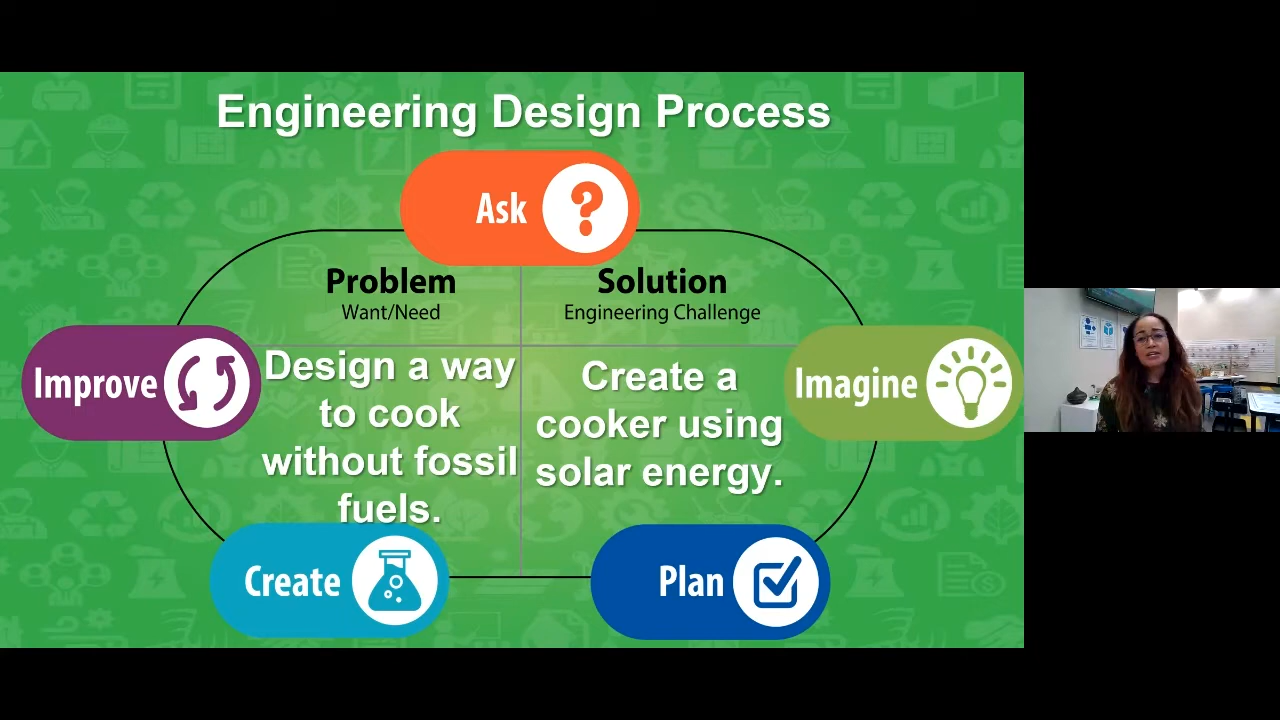 Engineering Design Process
Ask
Problem
Want/Need
Solution
Engineering Challenge
Improve
Design a way
to cook
without fossil
fuels.
Create a
cooker using
solar energy.
Imagine
Create
Plan